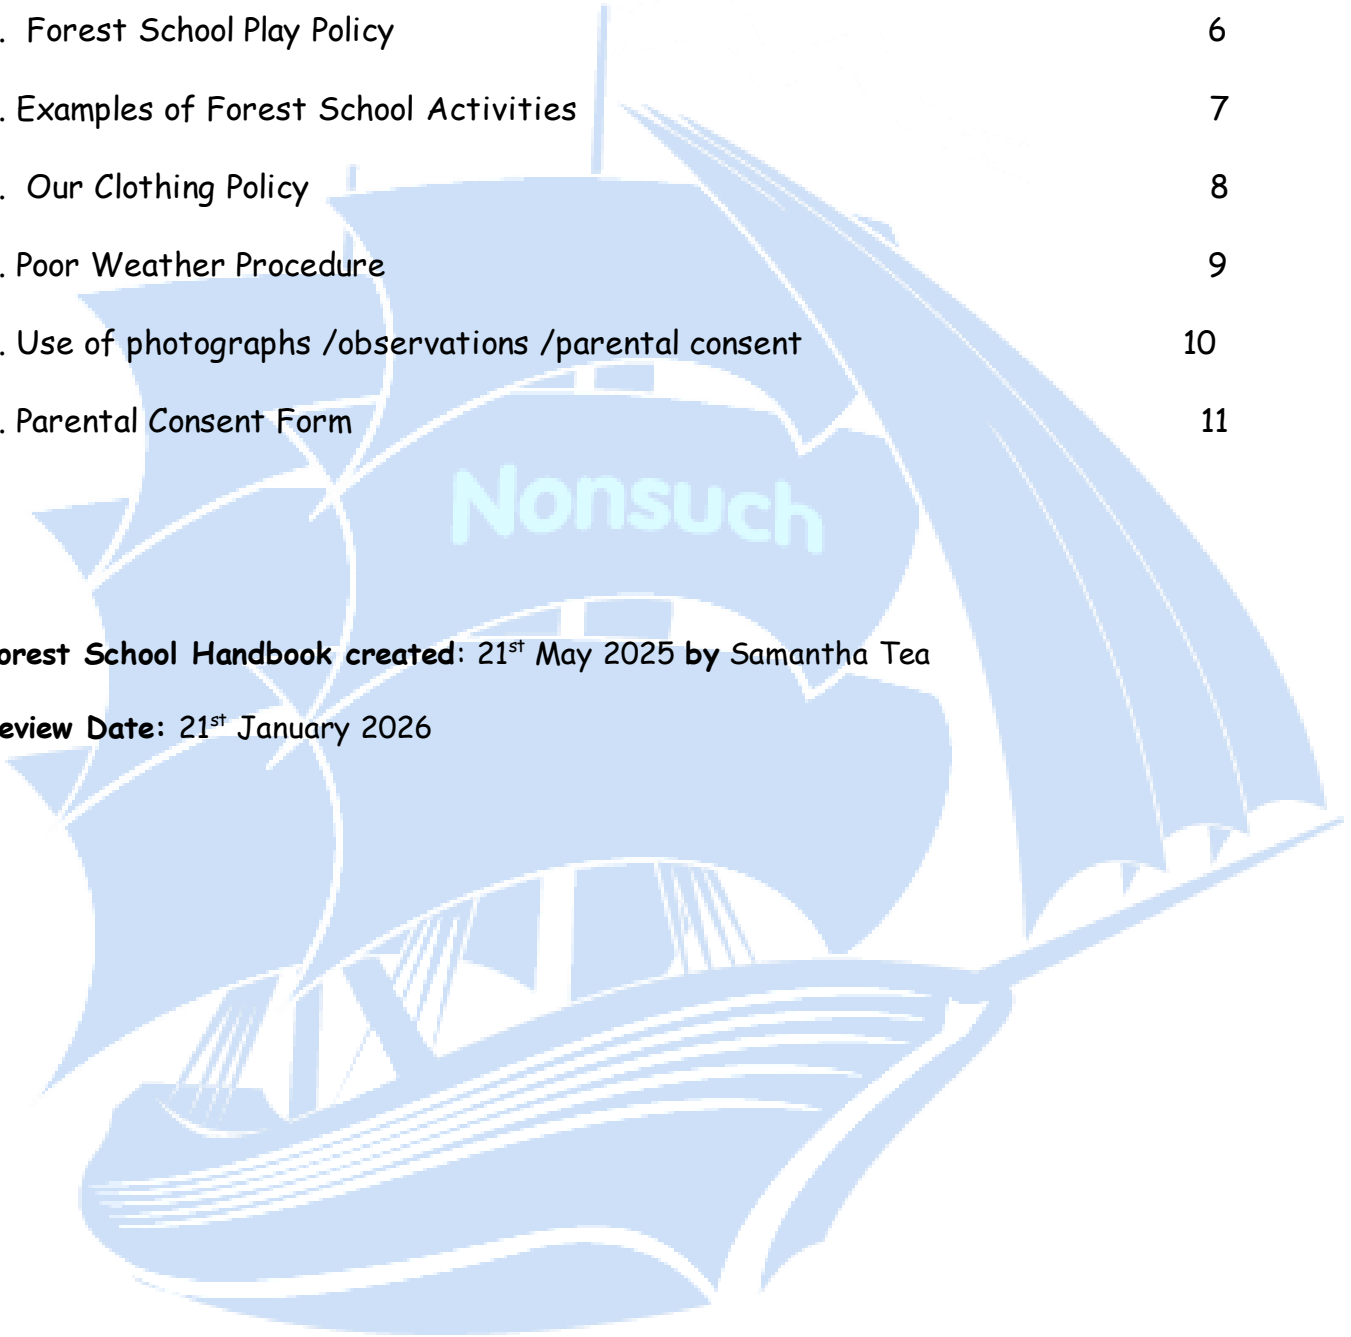 . Forest School Play Policy 6
. Examples of Forest School Activities 7
. Our Clothing Policy 8
. Poor Weather Procedure 9
. Use of photographs /observations /parental consent 10
. Parental Consent Form 11
Nonsuch
orest School Handbook created: 21st May 2025 by Samantha Tea
eview Date: 21st January 2026